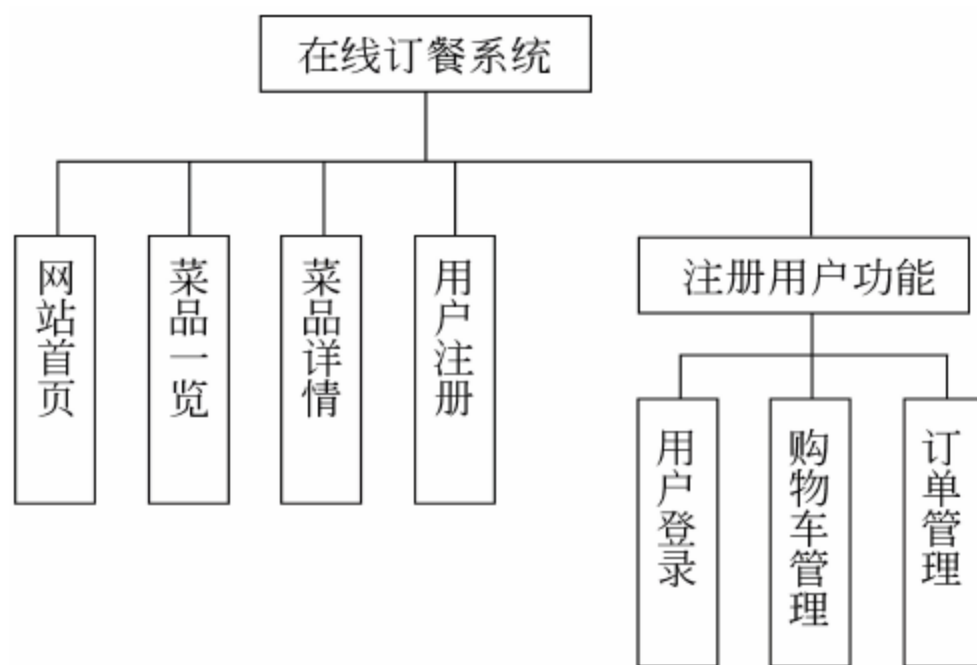 在线订餐系统
网站首页
菜品一览
菜品详情
用户注册
注册用户功能
用户登录
购物车管理
订单管理